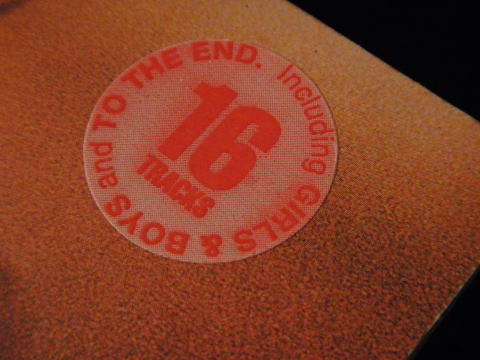 Including GIRLS & BOYS and TO THE END.
16
TRACKS